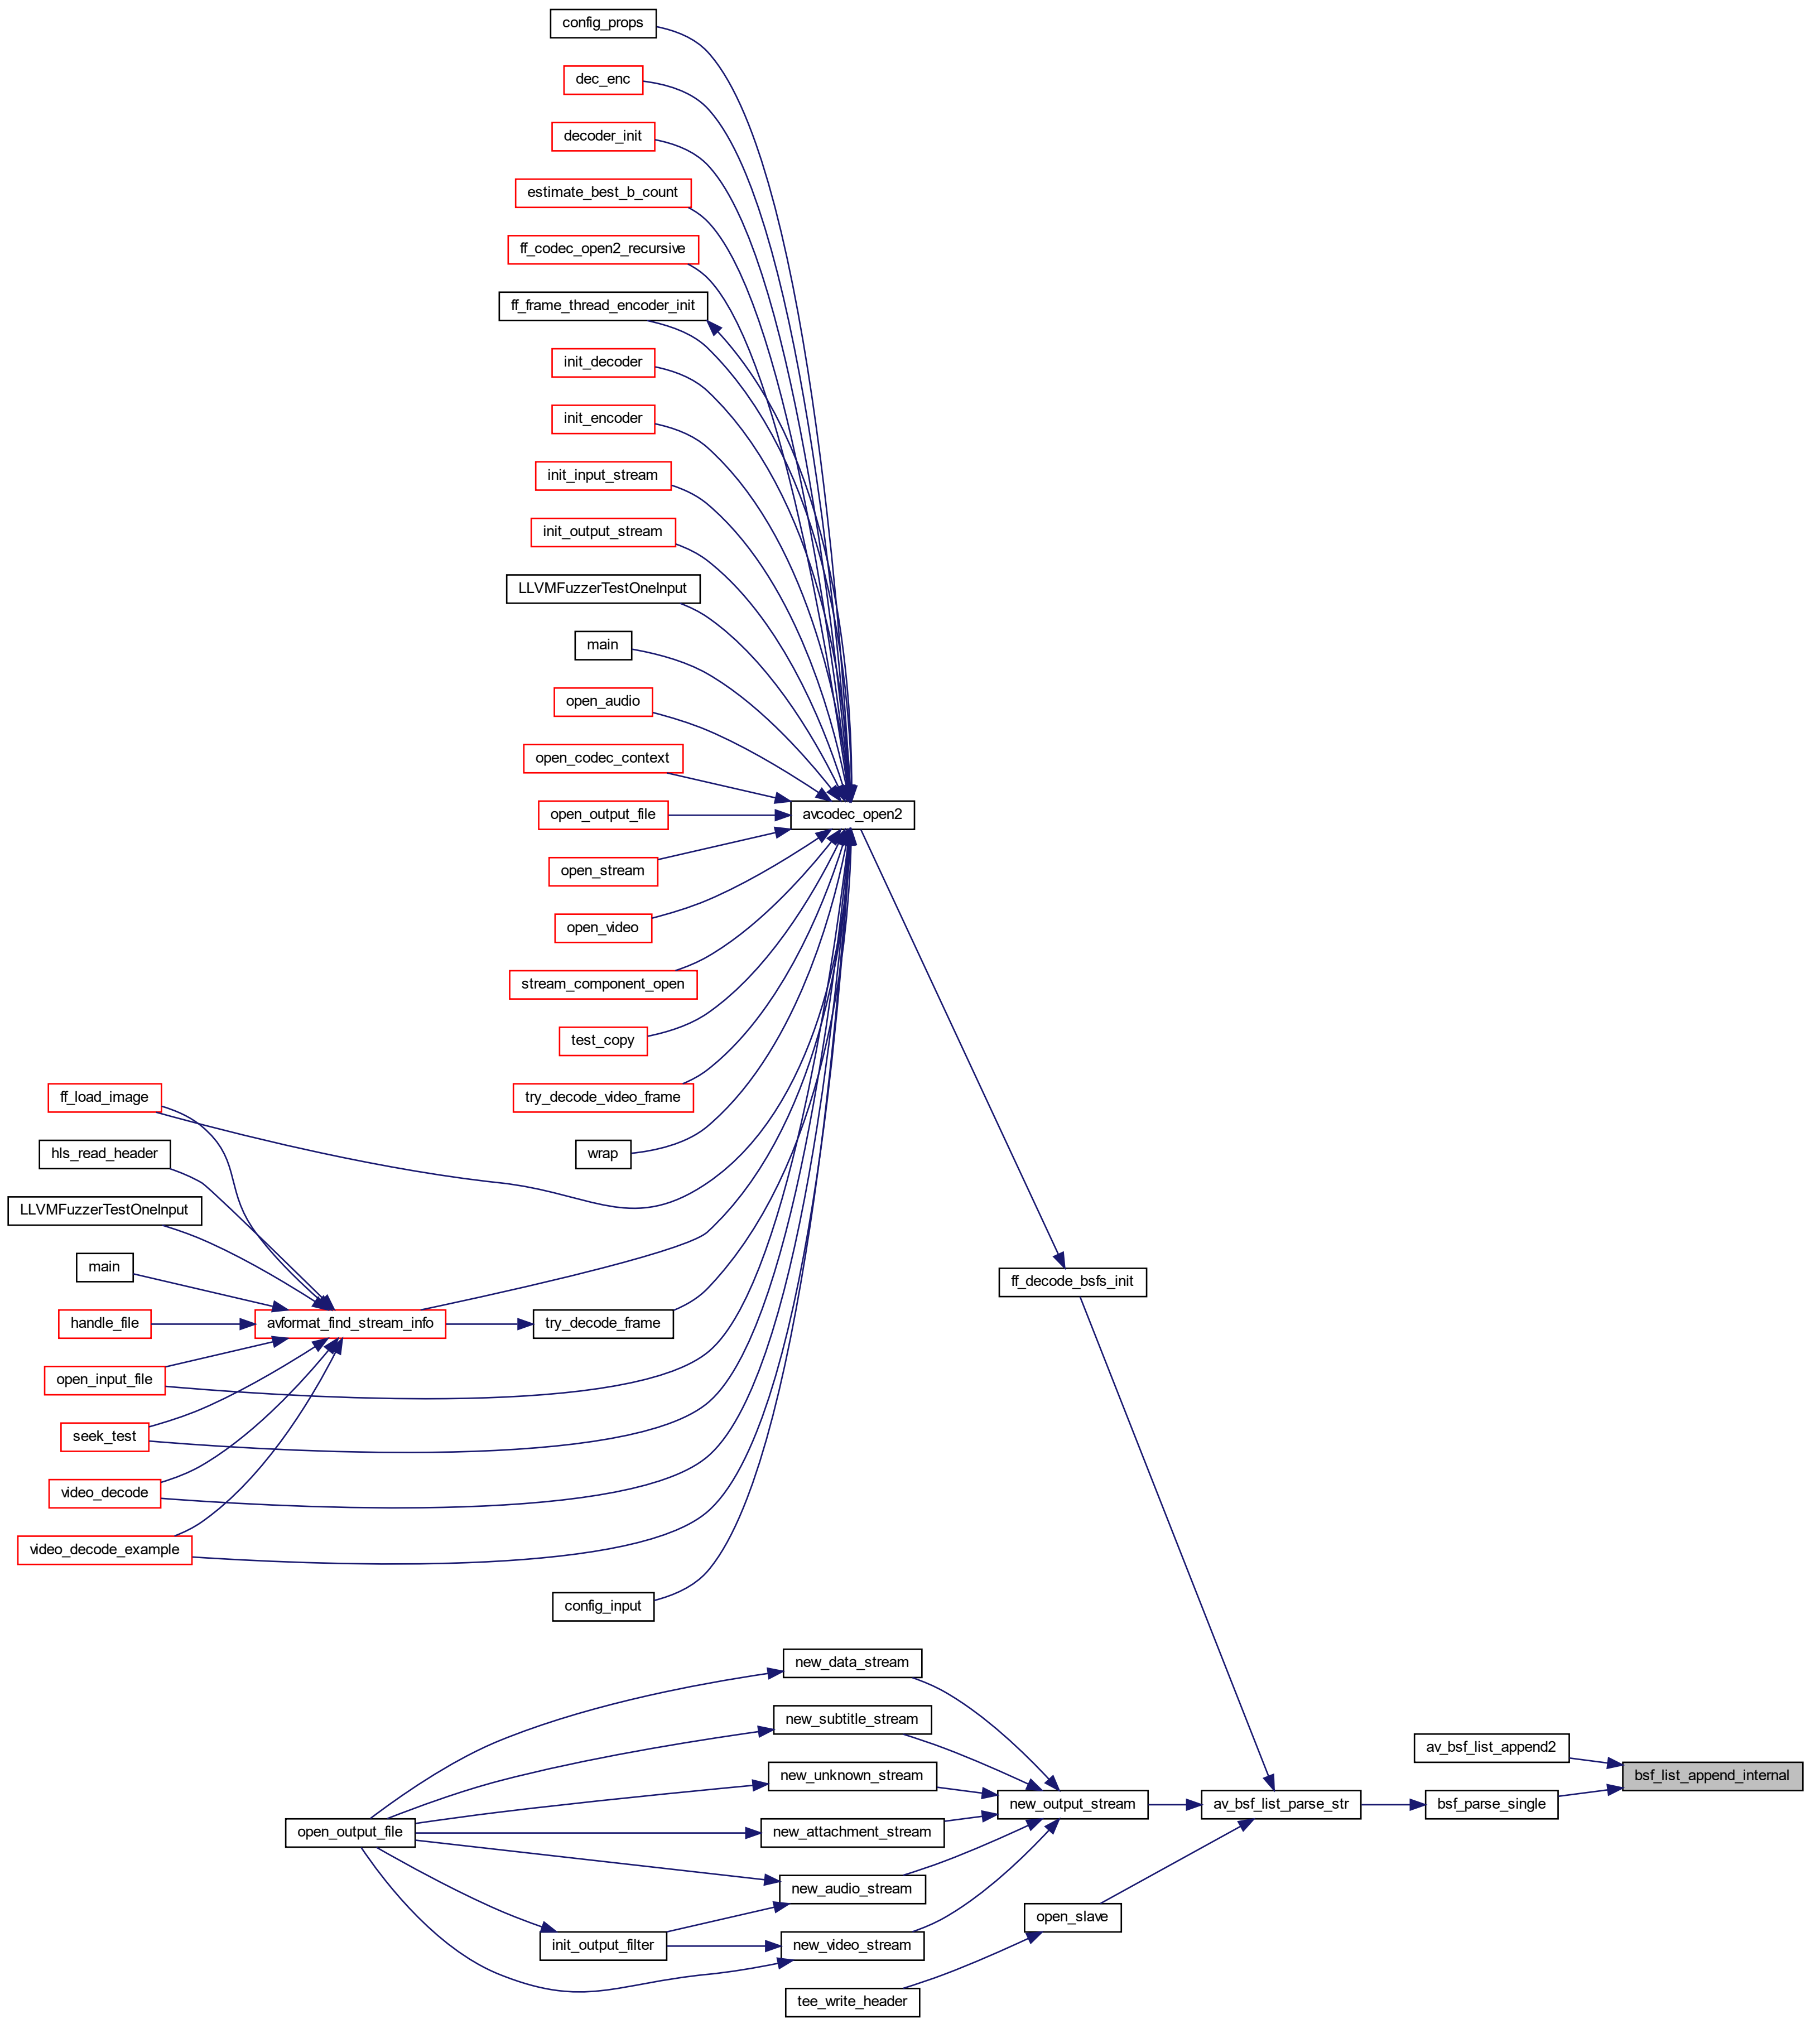 config_props
dec_enc
decoder_init
estimate_best_b_count
ff_codec_open2_recursive
ff_frame_thread_encoder_init
init_decoder
init_encoder
init_input_stream
init_output_stream
LLVMFuzzerTestOneInput
main
open_audio
open_codec_context
open_output_file
avcodec_open2
open_stream
open_video
stream_component_open
test_copy
try_decode_video_frame
wrap
ff_load_image
hls_read_header
LLVMFuzzerTestOneInput
main
handle_file
open_input_file
seek_test
video_decode
video_decode_example
avformat_find_stream_info
try_decode_frame
ff_decode_bsfs_init
config_input
new_data_stream
new_subtitle_stream
new_unknown_stream
new_attachment_stream
new_audio_stream
new_video_stream
open_output_file
init_output_filter
new_output_stream
av_bsf_list_parse_str
open_slave
tee_write_header
av_bsf_list_append2
bsf_parse_single
bsf_list_append_internal